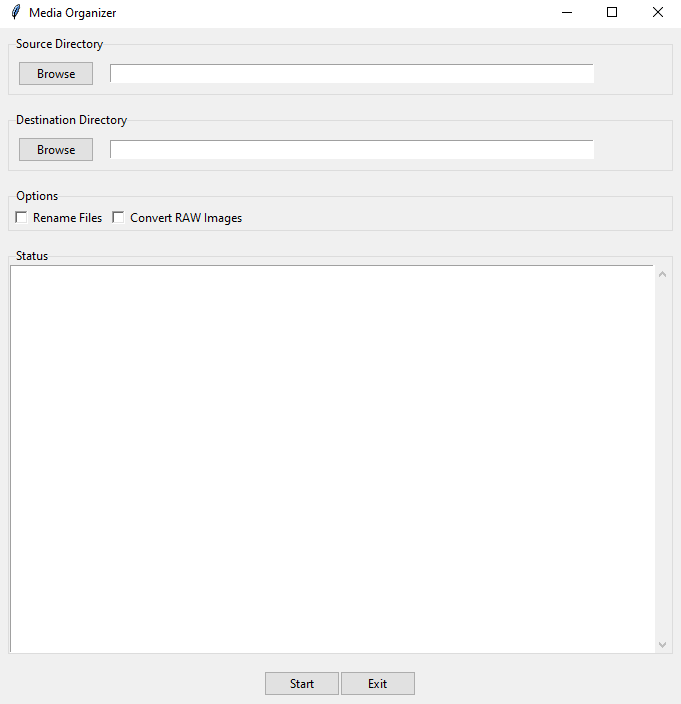 Media Organizer
Source Directory
Browse
Destination Directory
Browse
Options
Rename Files Convert RAW Images
Status
Start Exit